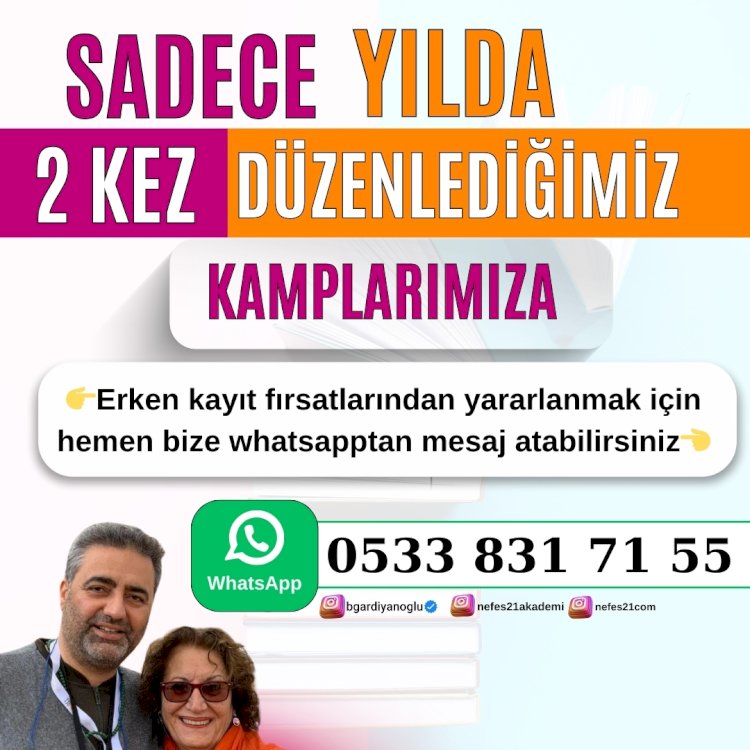 SADECE YILDA
2 KEZ DÜZENLEDİĞİMİZ
KAMPLARIMIZA
👉Erken kayıt fırsatlarından yararlanmak için
hemen bize whatsapptan mesaj atabilirsiniz👈
WhatsApp
0533 831 71 55
bgardiyanoglu nefes21akademi nefes21com